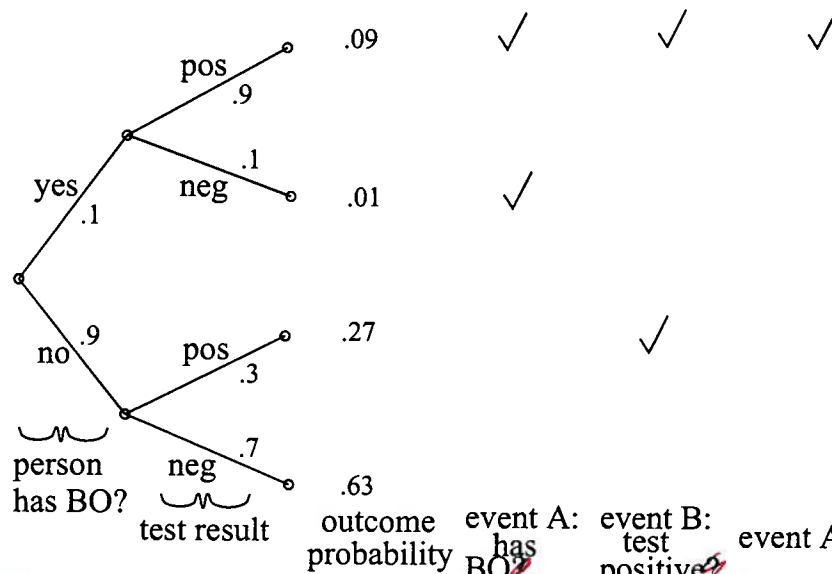 pos
.9
.09
yes
.1
.1
neg
.01
no
.9
pos
.3
.27
.7
neg
.63
person
has BO?
test result
outcome
probability
event A:
has
BO?
event B:
test
positive?
event A